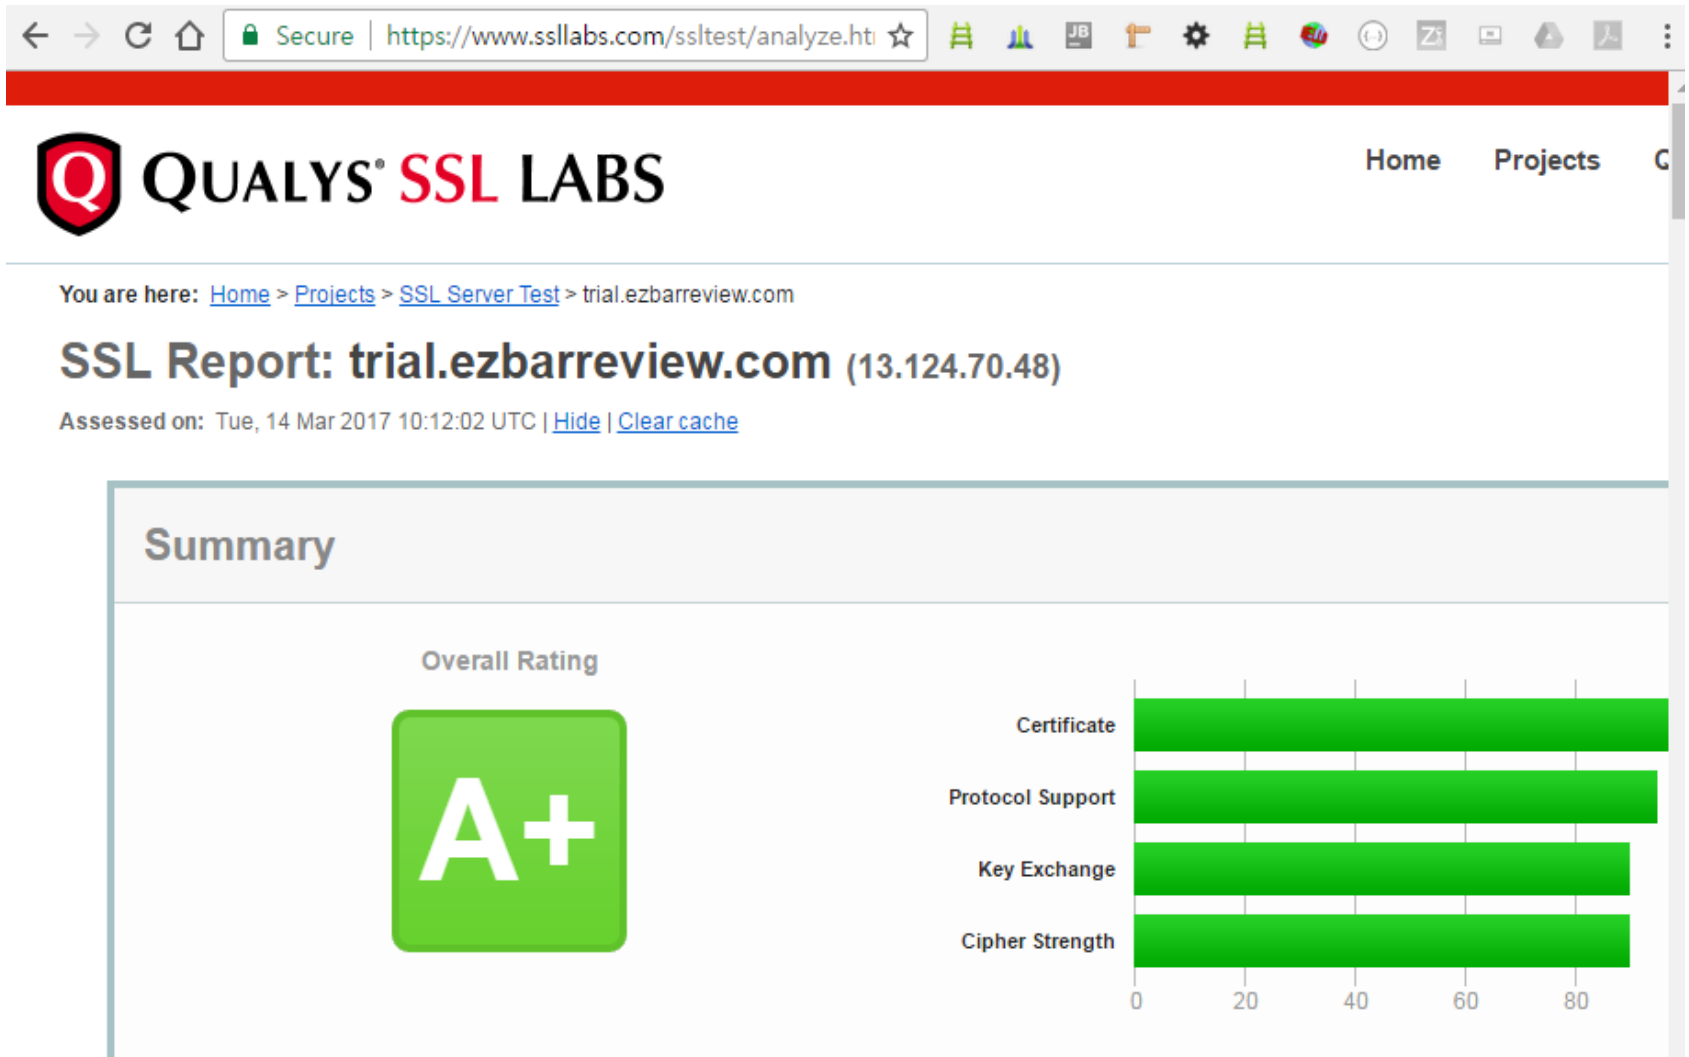 Secure | https://www.ssllabs.com/ssltest/analyze.ht
JB
QUALYS® SSL LABS
Home Projects
You are here: Home > Projects > SSL Server Test > trial.ezbarreview.com
SSL Report: trial.ezbarreview.com (13.124.70.48)
Assessed on: Tue, 14 Mar 2017 10:12:02 UTC | Hide | Clear cache
Summary
Overall Rating
A+
Certificate
Protocol Support
Key Exchange
Cipher Strength
0 20 40 60 80